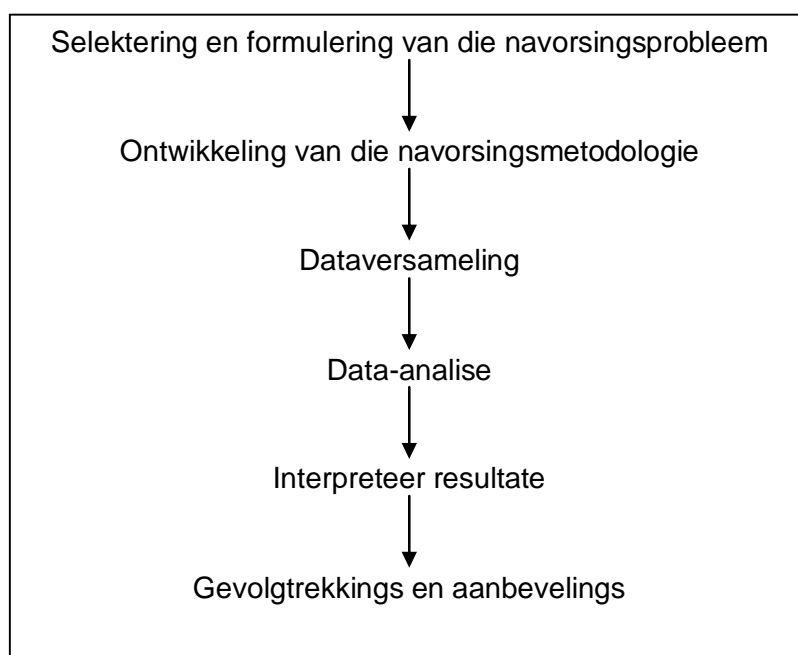 Selektering en formulering van die navorsingsprobleem
Ontwikkeling van die navorsingsmetodologie
Dataversameling
Data-analise
Interpreteer resultate
Gevolgtrekkings en aanbevelings